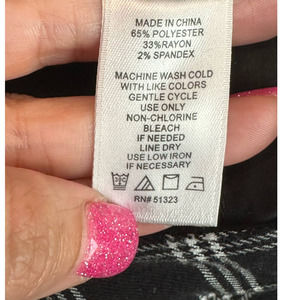 MADE IN CHINA
65% POLYESTER
33%RAYON
2% SPANDEX
MACHINE WASH COLD
WITH LIKE COLORS
GENTLE CYCLE
USE ONLY
NON-CHLORINE
BLEACH
IF NEEDED
LINE DRY
USE LOW IRON
IF NECESSARY
RN# 51323